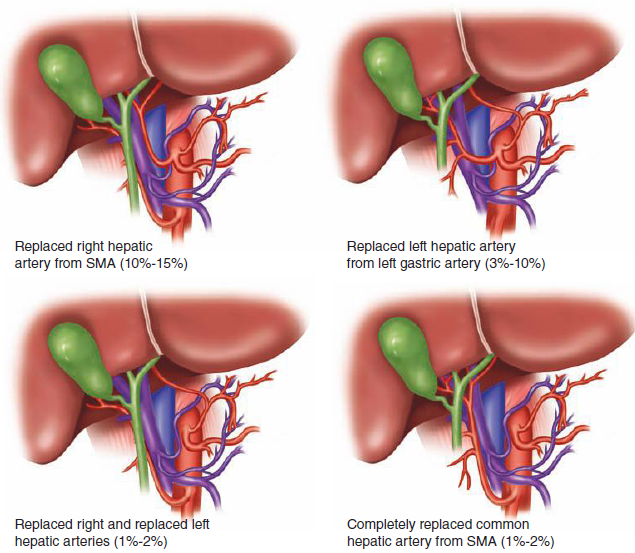 Replaced right hepatic
artery from SMA (10%-15%)
Replaced left hepatic artery
from left gastric artery (3%-10%)
Replaced right and replaced left
hepatic arteries (1%-2%)
Completely replaced common
hepatic artery from SMA (1%-2%)